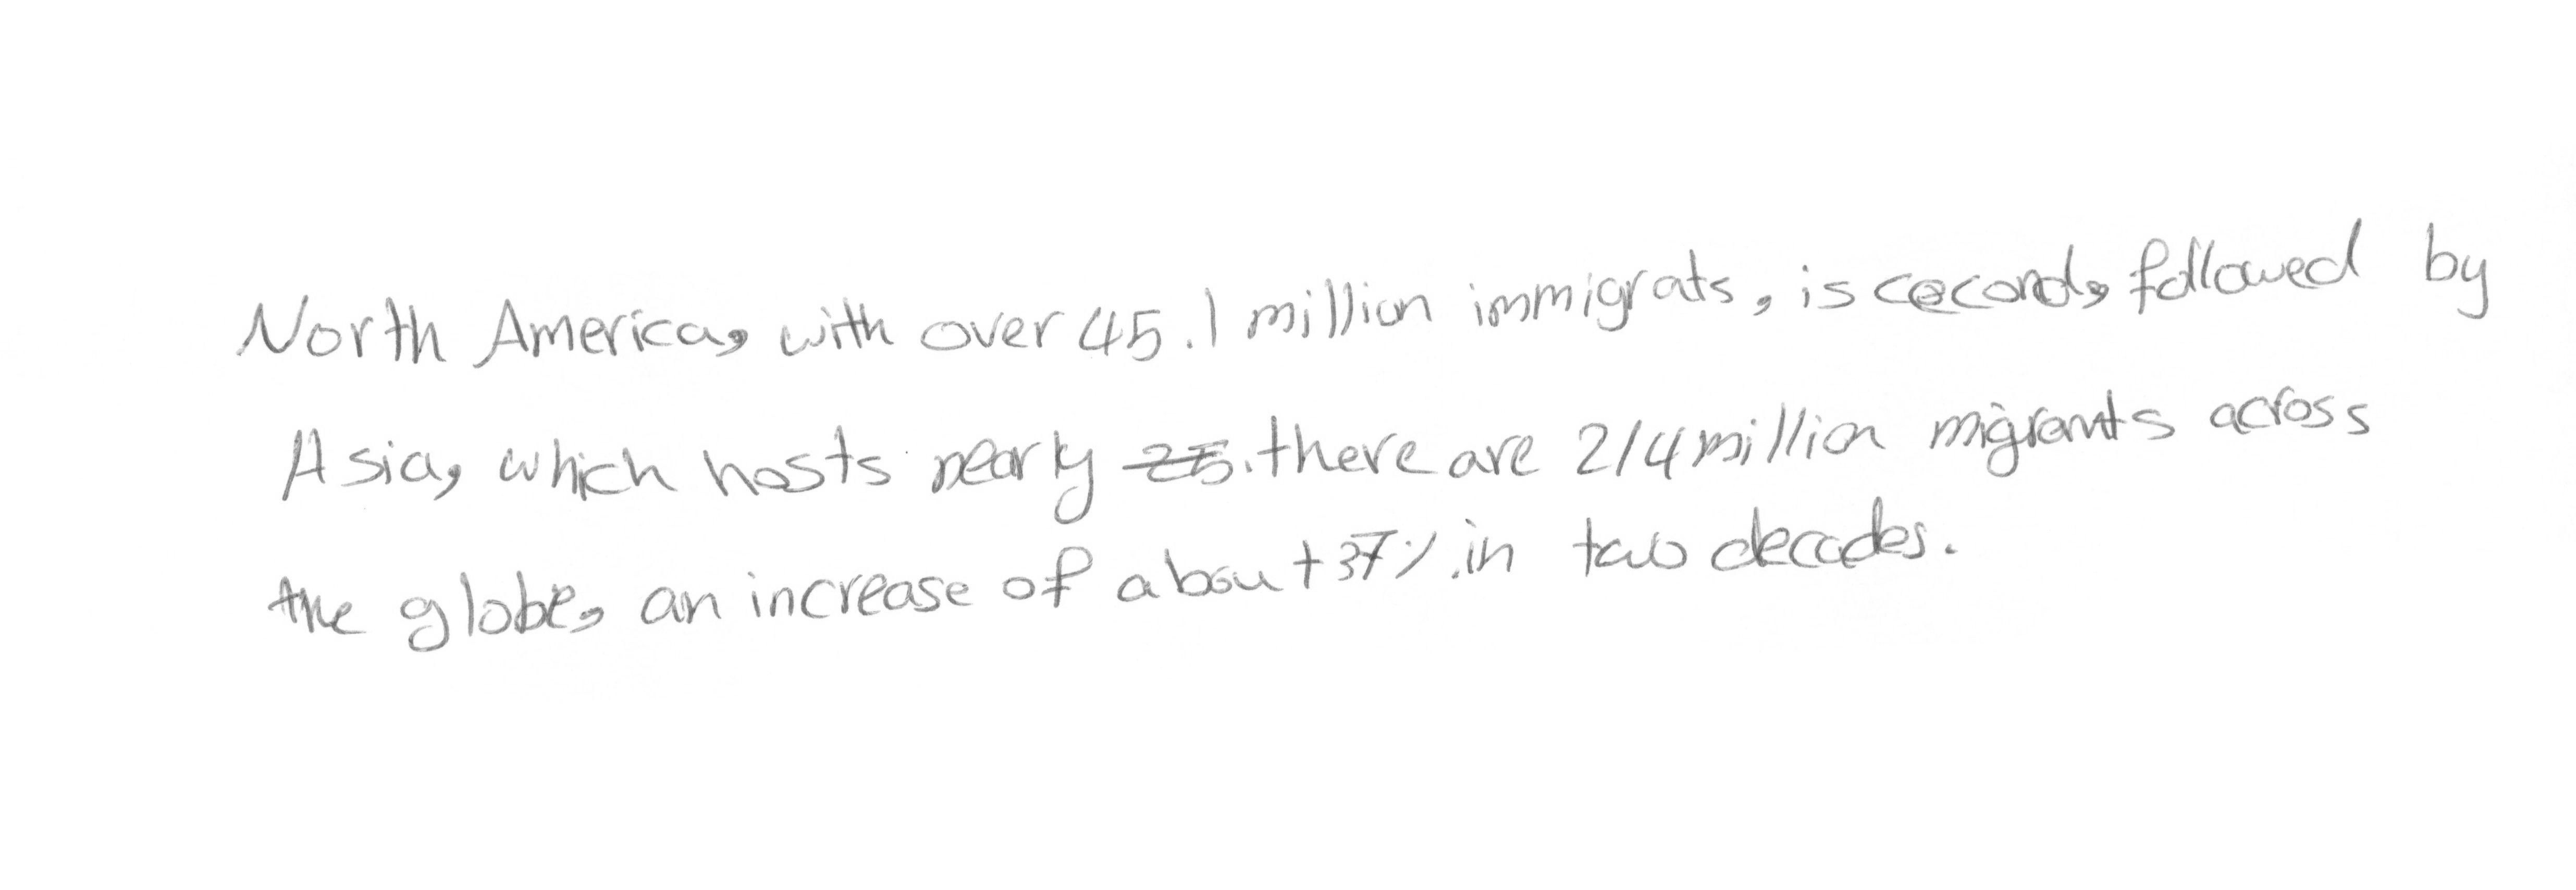 North America, with over 45.1 million immigrats, is ceconds followed by
Asia, which hosts nearly 25. there are 214 million migrants across
the globe, an increase of about 37% in two decades.